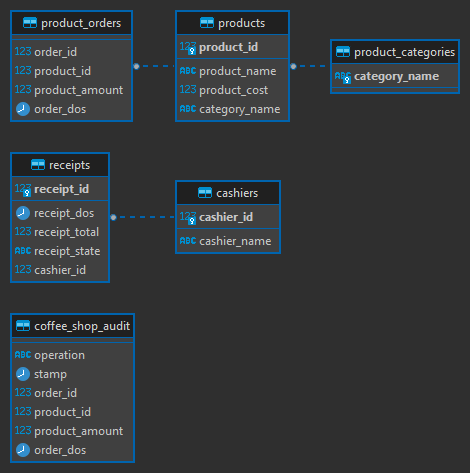 product_orders
123 order_id
123 product_id
123 product_amount
order_dos
products
123 product_id
ABC product_name
123 product_cost
ABC category_name
product_categories
ABC category_name
receipts
123 receipt_id
receipt_dos
123 receipt_total
ABC receipt_state
123 cashier_id
cashiers
123 cashier_id
ABC cashier_name
coffee_shop_audit
ABC operation
stamp
123 order_id
123 product_id
123 product_amount
order_dos